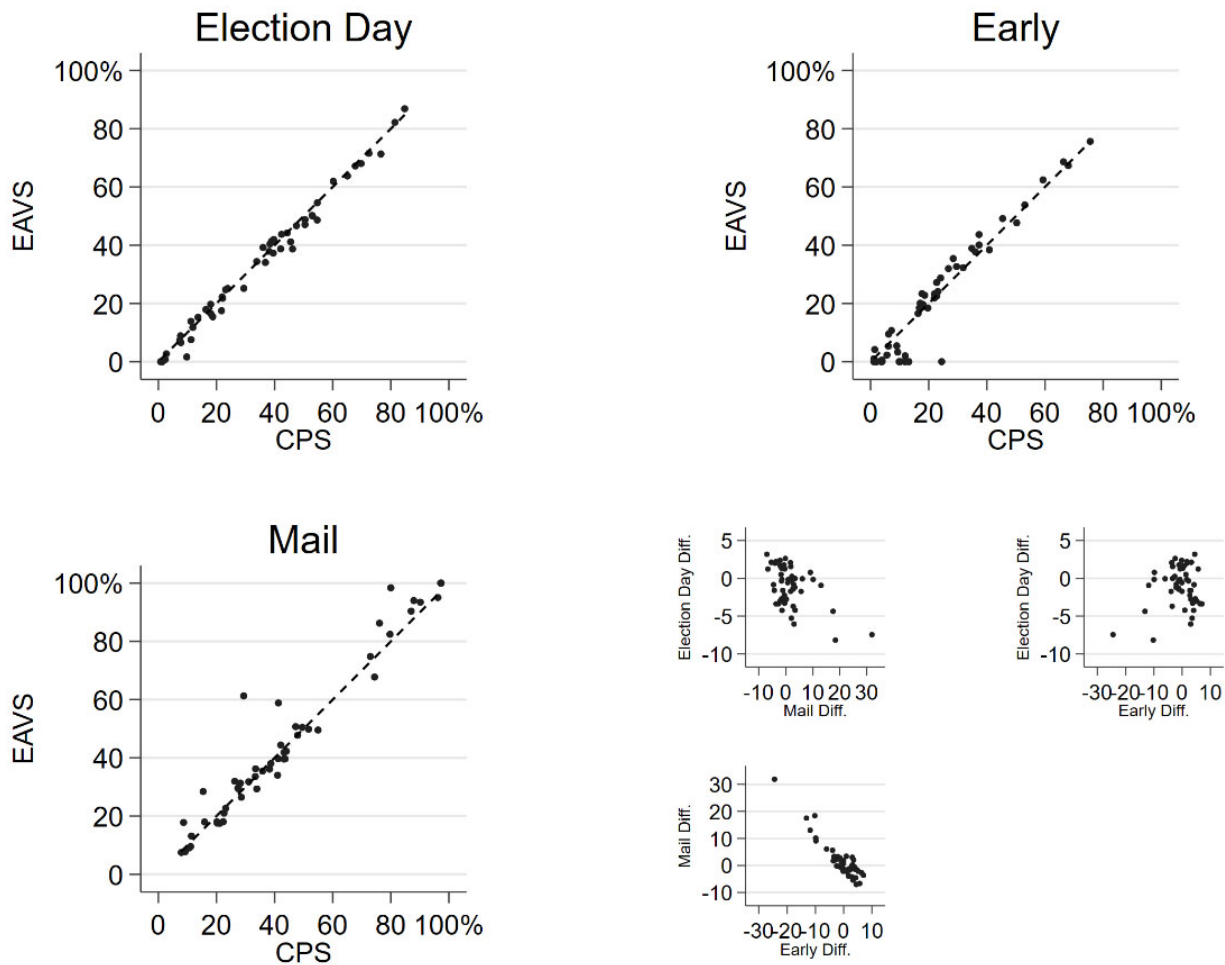 Election Day
100%
80
60
40
20
0
EAVS
0 20 40 60 80 100%
CPS
Early
100%
80
60
40
20
0
EAVS
0 20 40 60 80 100%
CPS
Mail
100%
80
60
40
20
0
EAVS
0 20 40 60 80 100%
CPS
5
0
-5
-10
Election Day Diff.
-10 0 10 20 30
Mail Diff.
5
0
-5
-10
Election Day Diff.
-30 -20 -10 0 10
Early Diff.
30
20
10
0
-10
Mail Diff.
-30 -20 -10 0 10
Early Diff.